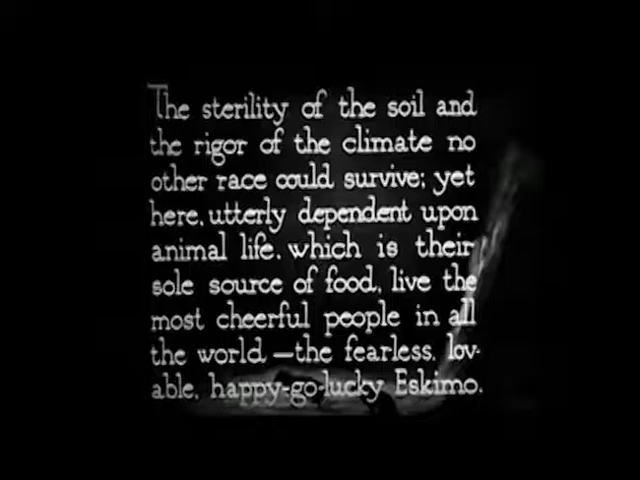 The sterility of the soil and
the rigor of the climate no
other race could survive; yet
here, utterly dependent upon
animal life, which is their
sole source of food, live the
most cheerful people in all
the world—the fearless, lov-
able, happy-go-lucky Eskimo.